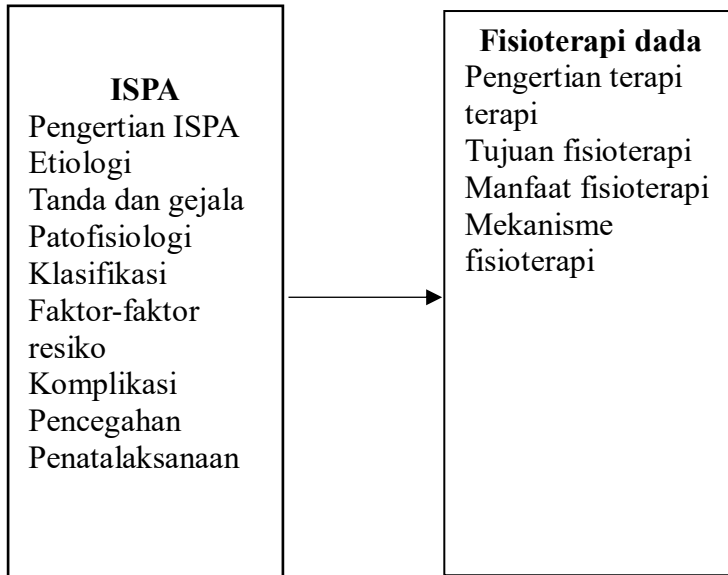 ISPA
Pengertian ISPA
Etiologi
Tanda dan gejala
Patofisiologi
Klasifikasi
Faktor-faktor
resiko
Komplikasi
Pencegahan
Penatalaksanaan
Fisioterapi dada
Pengertian terapi
terapi
Tujuan fisioterapi
Manfaat fisioterapi
Mekanisme
fisioterapi